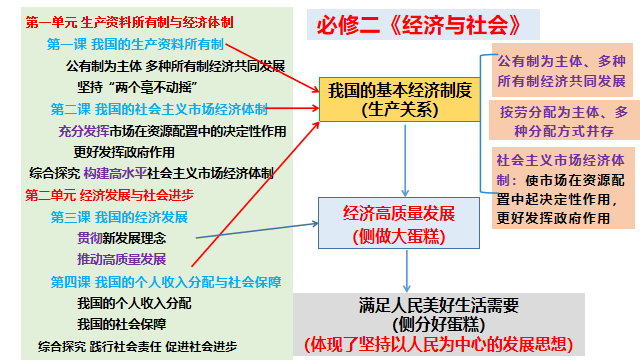 第一单元 生产资料所有制与经济体制
第一课 我国的生产资料所有制
公有制为主体 多种所有制经济共同发展
坚持“两个毫不动摇”
第二课 我国的社会主义市场经济体制
充分发挥市场在资源配置中的决定性作用
更好发挥政府作用
综合探究 构建高水平社会主义市场经济体制
第二单元 经济发展与社会进步
第三课 我国的经济发展
贯彻新发展理念
推动高质量发展
第四课 我国的个人收入分配与社会保障
我国的个人收入分配
我国的社会保障
综合探究 践行社会责任 促进社会进步
必修二《经济与社会》
我国的基本经济制度
(生产关系)
经济高质量发展
(侧做大蛋糕)
满足人民美好生活需要
(侧分好蛋糕)
(体现了坚持以人民为中心的发展思想)
公有制为主体、多种
所有制经济共同发展
按劳分配为主体、多
种分配方式并存
社会主义市场经济体
制：使市场在资源配
置中起决定性作用，
更好发挥政府作用